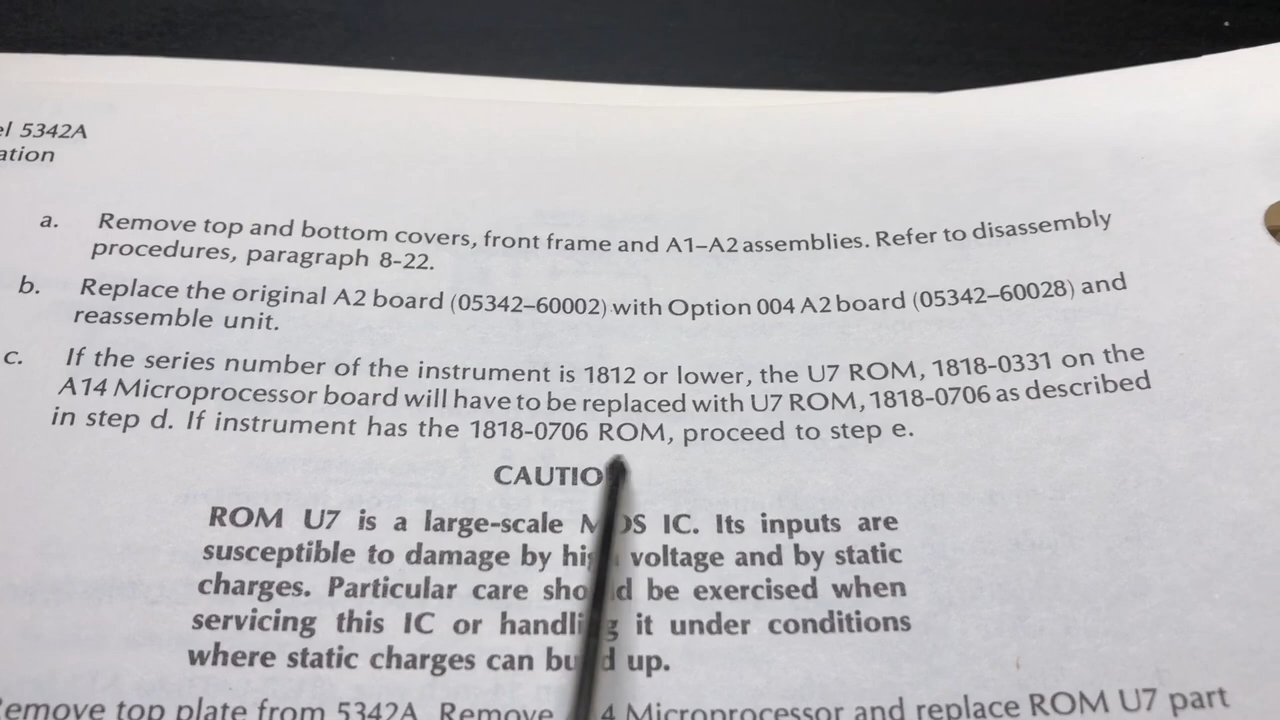 5342A
a. Remove top and bottom covers, front frame and A1–A2 assemblies. Refer to disassembly
procedures, paragraph 8-22.
b. Replace the original A2 board (05342–60002) with Option 004 A2 board (05342–60028) and
reassemble unit.
c. If the series number of the instrument is 1812 or lower, the U7 ROM, 1818-0331 on the
A14 Microprocessor board will have to be replaced with U7 ROM, 1818-0706 as described
in step d. If instrument has the 1818-0706 ROM, proceed to step e.
CAUTIO
ROM U7 is a large-scale MOS IC. Its inputs are
susceptible to damage by high voltage and by static
charges. Particular care should be exercised when
servicing this IC or handling it under conditions
where static charges can build up.
emove top plate from 5342A. Remove 4 Microprocessor and replace ROM U7 part